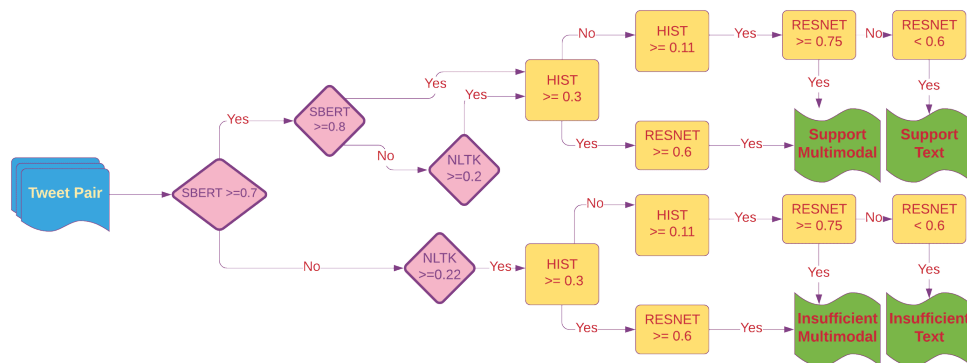 Tweet Pair
SBERT >=0.7
Yes
No
SBERT
>=0.8
Yes
No
NLTK
>=0.2
Yes
HIST
>= 0.3
No
Yes
HIST
>= 0.11
Yes
RESNET
>= 0.75
No
RESNET
< 0.6
Yes
Yes
RESNET
>= 0.6
Yes
Support
Multimodal
Support
Text
NLTK
>=0.22
Yes
HIST
>= 0.3
No
Yes
HIST
>= 0.11
Yes
RESNET
>= 0.75
No
RESNET
< 0.6
Yes
Yes
RESNET
>= 0.6
Yes
Insufficient
Multimodal
Insufficient
Text